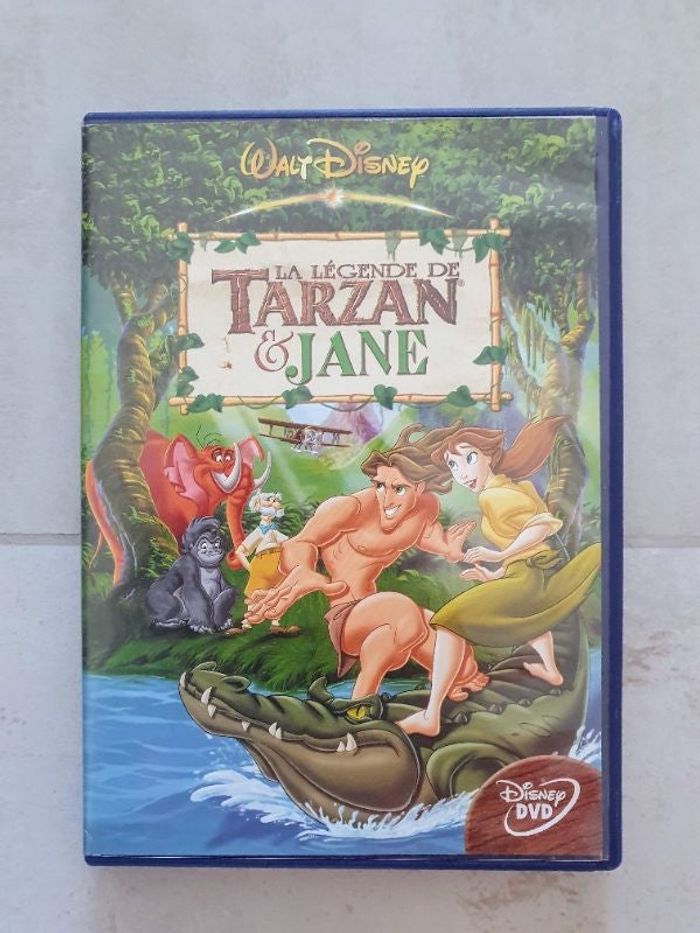 WALT DISNEY
LA LÉGENDE DE
TARZAN®
& JANE
DISNEY
DVD